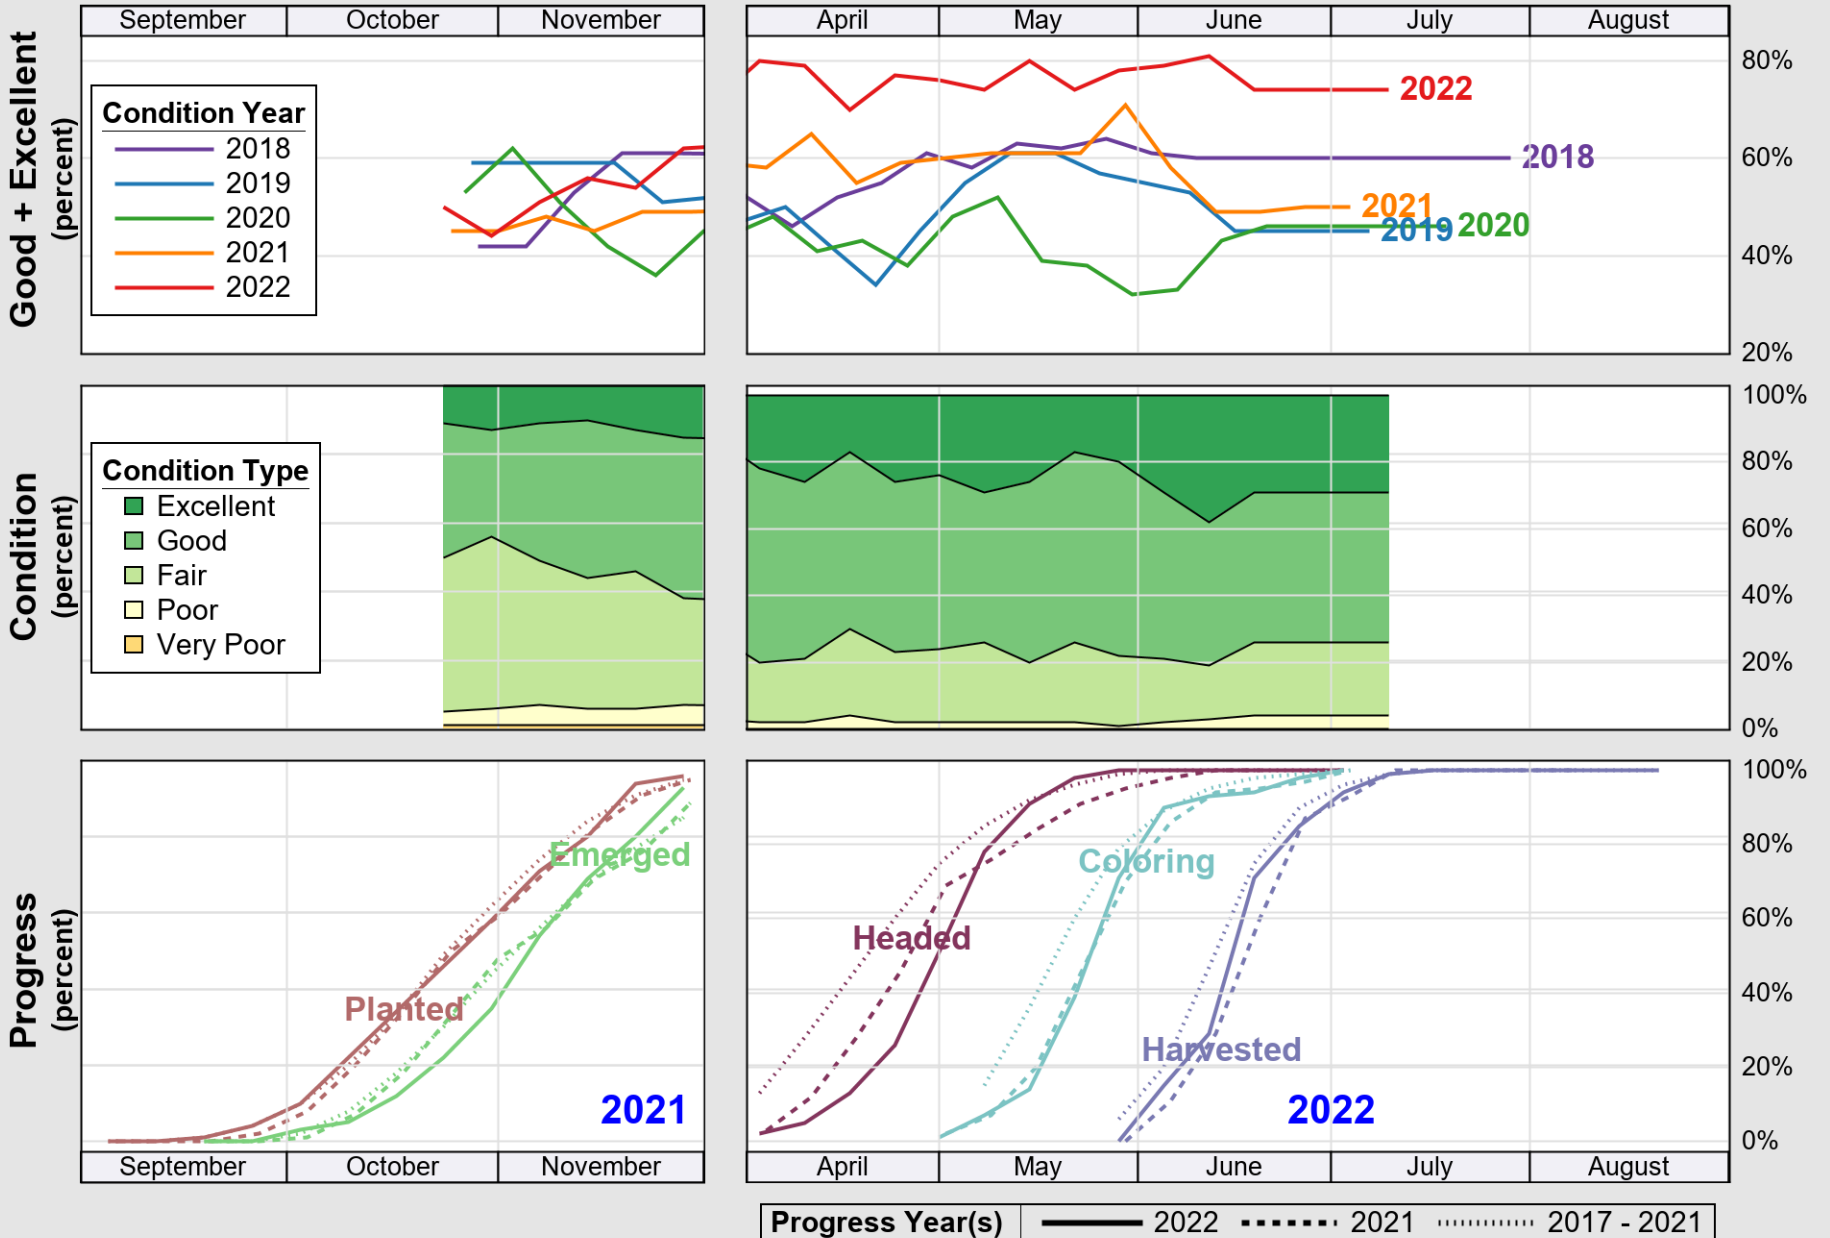 September October November
April May June July August
Good + Excellent
(percent)
Condition Year
2018
2019
2020
2021
2022
2022
2018
2021
2019
2020
80%
60%
40%
20%
Condition
(percent)
Condition Type
Excellent
Good
Fair
Poor
Very Poor
100%
80%
60%
40%
20%
0%
Progress
(percent)
Planted
Emerged
2021
Headed
Coloring
Harvested
2022
100%
80%
60%
40%
20%
0%
September October November
April May June July August
Progress Year(s) 2022 2021 2017 - 2021